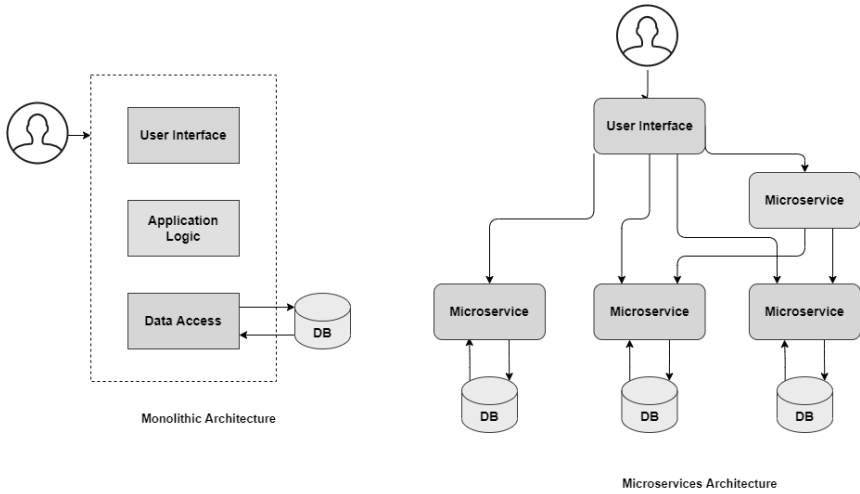 User Interface
Application
Logic
Data Access
DB
Monolithic Architecture
User Interface
Microservice
Microservice
Microservice
Microservice
DB
DB
DB
Microservices Architecture